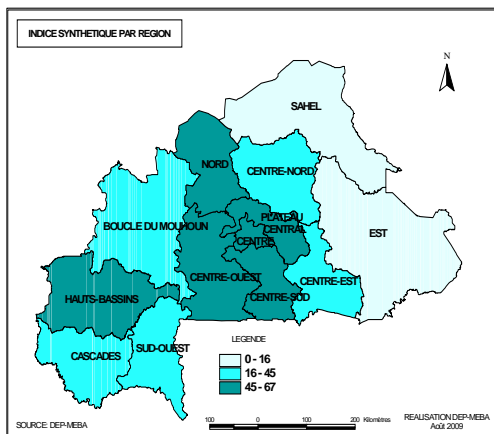 INDICE SYNTHETIQUE PAR REGION
N
SAHEL
NORD
CENTRE-NORD
BOUCLE DU MOUHOUN
PLATEAU
CENTRAL
CENTRE
EST
CENTRE-OUEST
CENTRE-EST
HAUTS-BASSINS
CENTRE-SUD
SUD-OUEST
CASCADES
LEGENDE
0 - 16
16 - 45
45 - 67
SOURCE: DEP-MEBA
100 0 100 200 Kilomètres
REALISATION DEP-MEBA
Août 2009